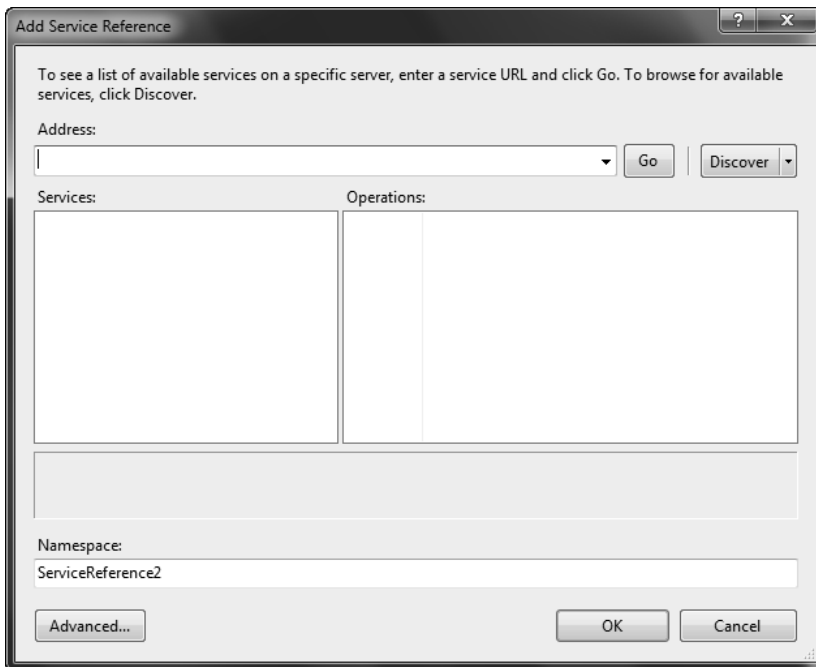 Add Service Reference
To see a list of available services on a specific server, enter a service URL and click Go. To browse for available
services, click Discover.
Address:
Go
Discover
Services:
Operations:
Namespace:
ServiceReference2
Advanced...
OK
Cancel